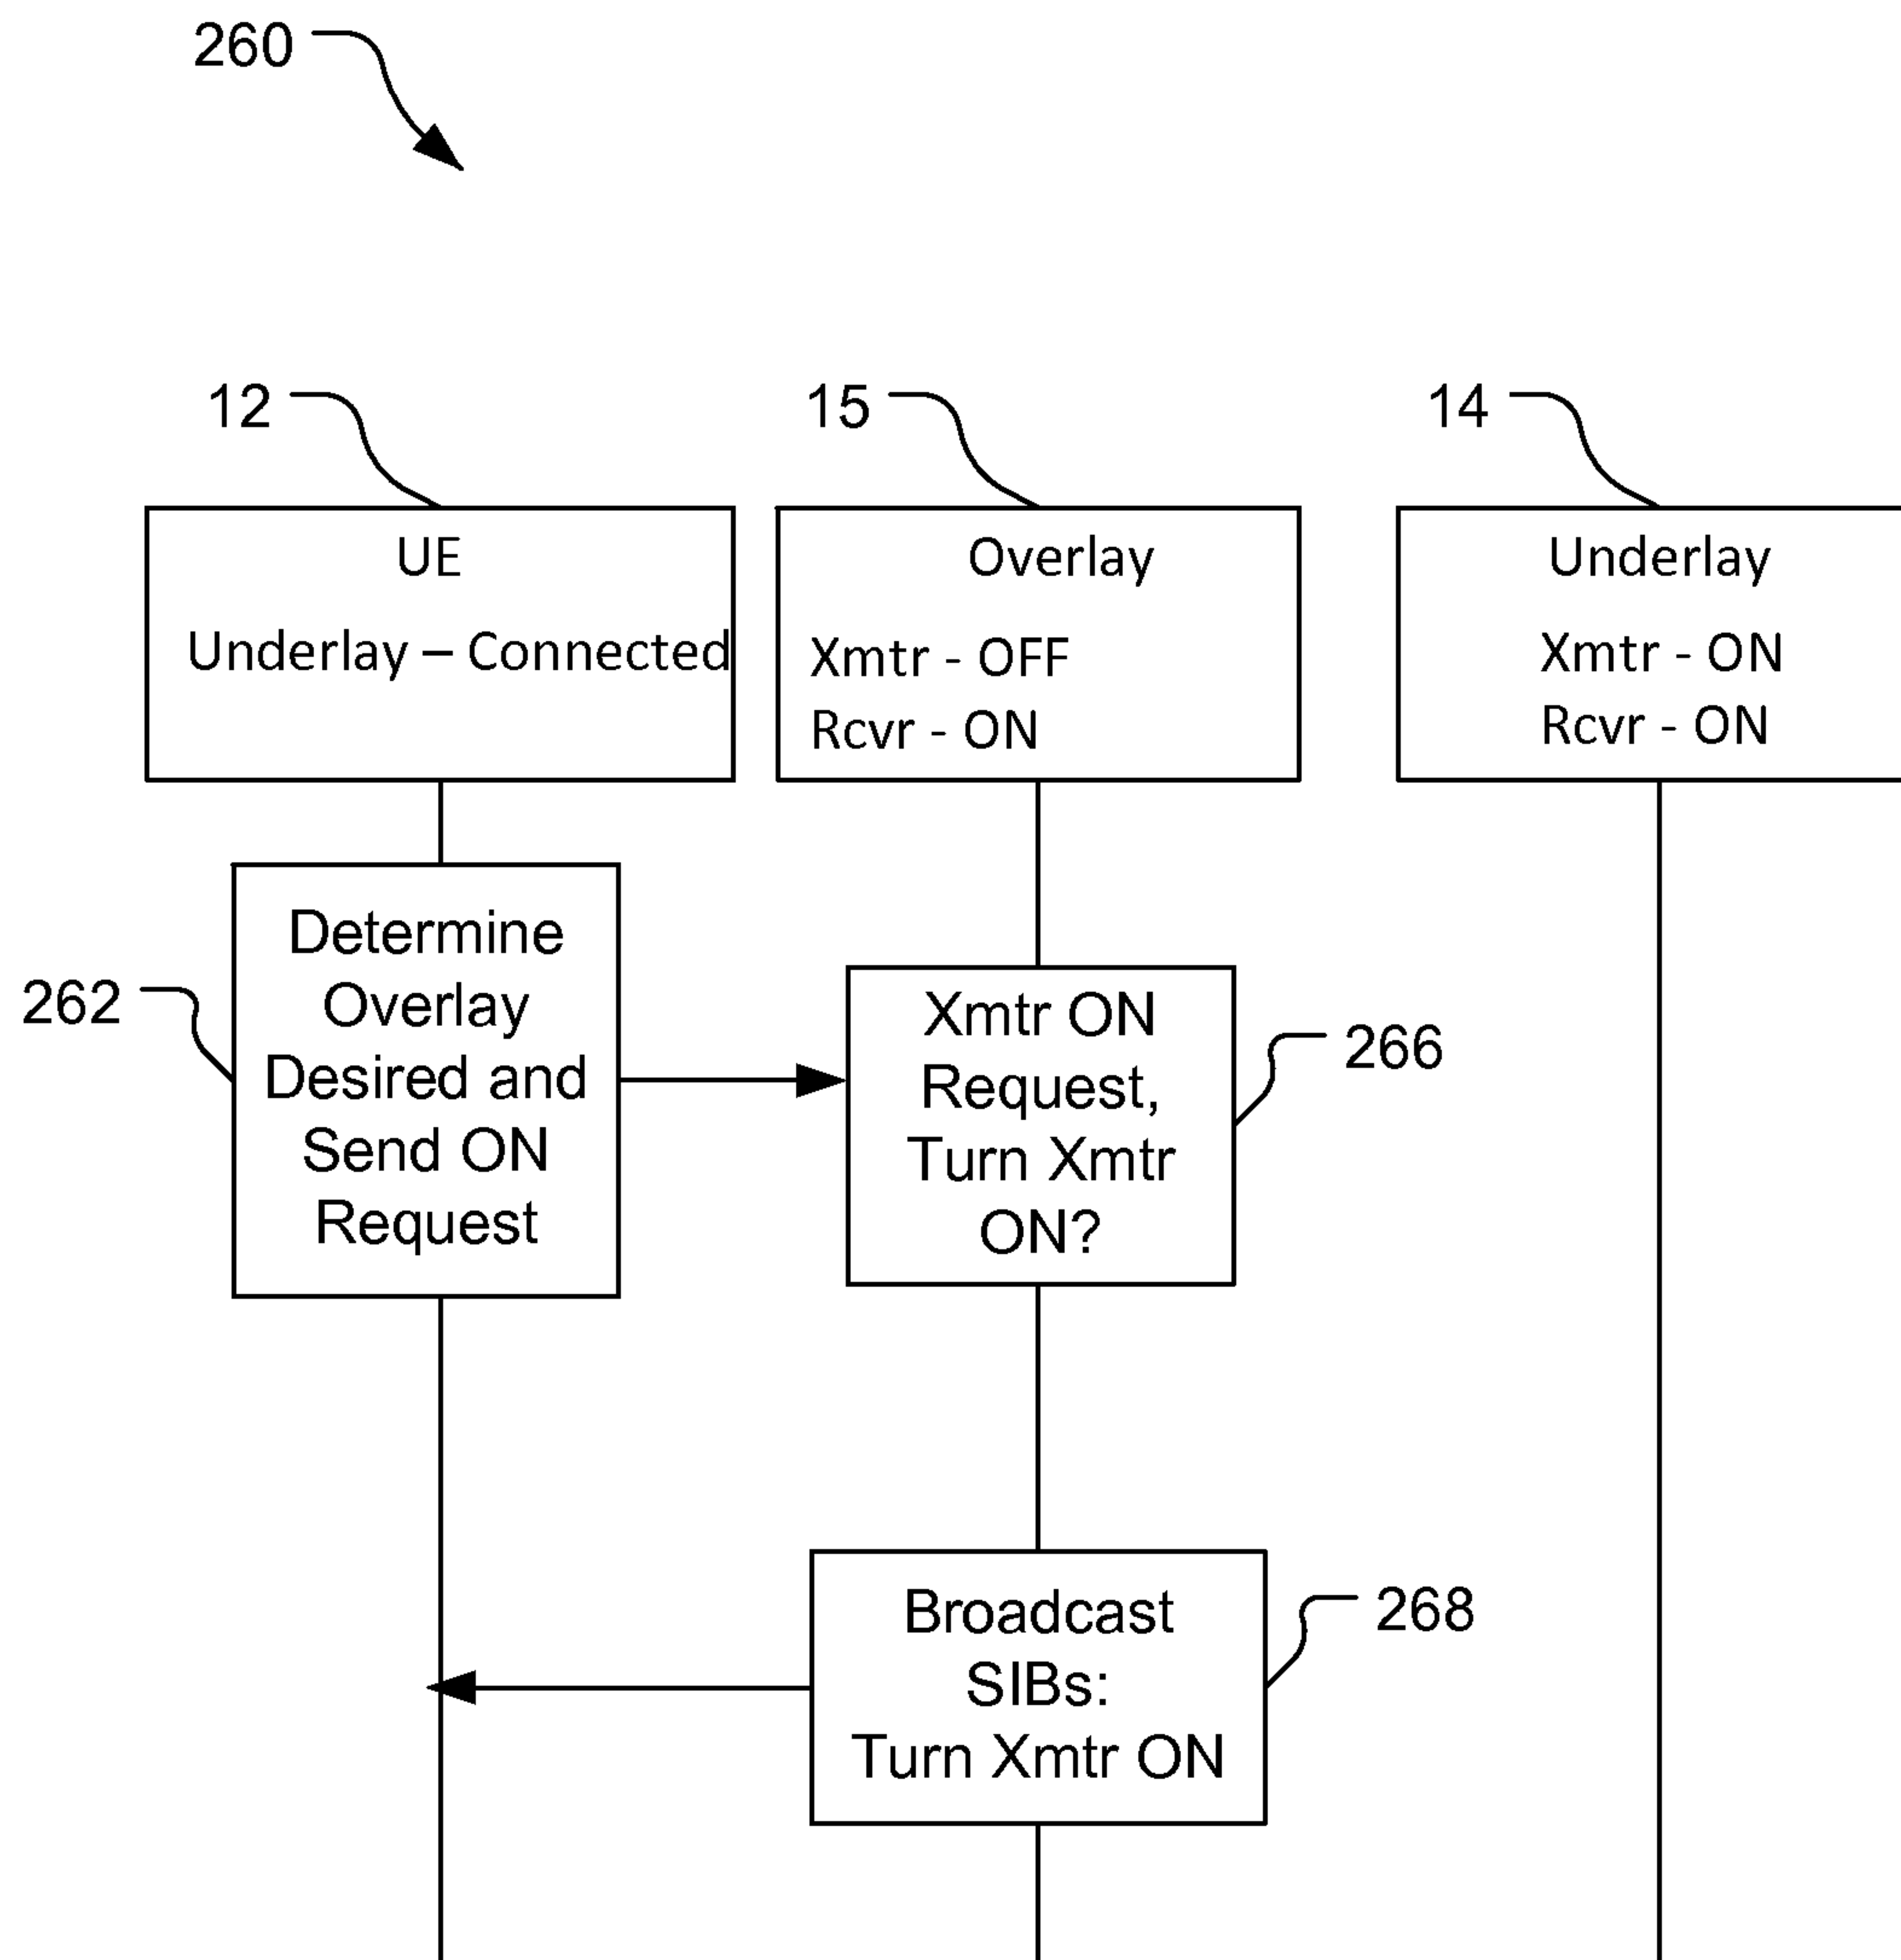 260
12
15
14
UE
Underlay – Connected
Overlay
Xmtr - OFF
Rcvr - ON
Underlay
Xmtr - ON
Rcvr - ON
262
Determine
Overlay
Desired and
Send ON
Request
Xmtr ON
Request,
Turn Xmtr
ON?
266
Broadcast
SIBs:
Turn Xmtr ON
268